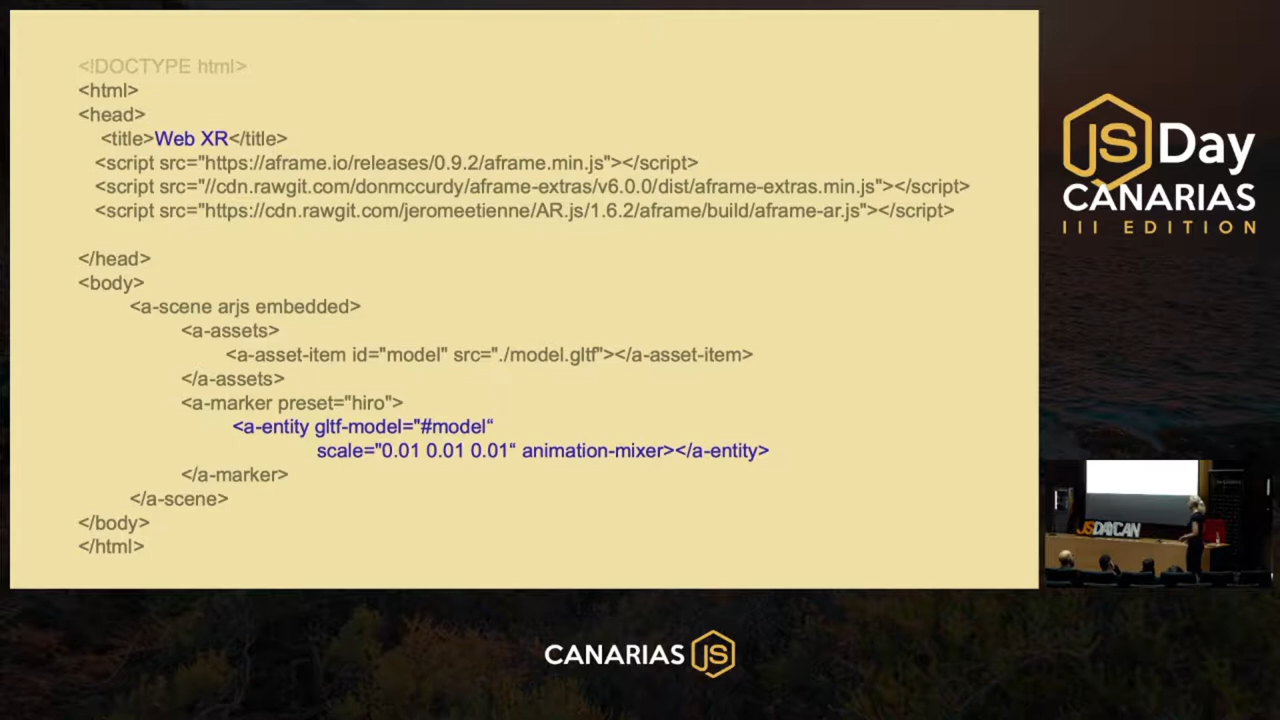 <!DOCTYPE html>
<html>
<head>
<title>Web XR</title>
<script src="https://aframe.io/releases/0.9.2/aframe.min.js"></script>
<script src="//cdn.rawgit.com/donmccurdy/aframe-extras/v6.0.0/dist/aframe-extras.min.js"></script>
<script src="https://cdn.rawgit.com/jeromeetienne/AR.js/1.6.2/aframe/build/aframe-ar.js"></script>
</head>
<body>
<a-scene arjs embedded>
<a-assets>
<a-asset-item id="model" src="./model.gltf"></a-asset-item>
</a-assets>
<a-marker preset="hiro">
<a-entity gltf-model="#model“
scale="0.01 0.01 0.01“ animation-mixer></a-entity>
</a-marker>
</a-scene>
</body>
</html>
JS Day
CANARIAS
III EDITION
JSDAYCAN
CANARIAS JS